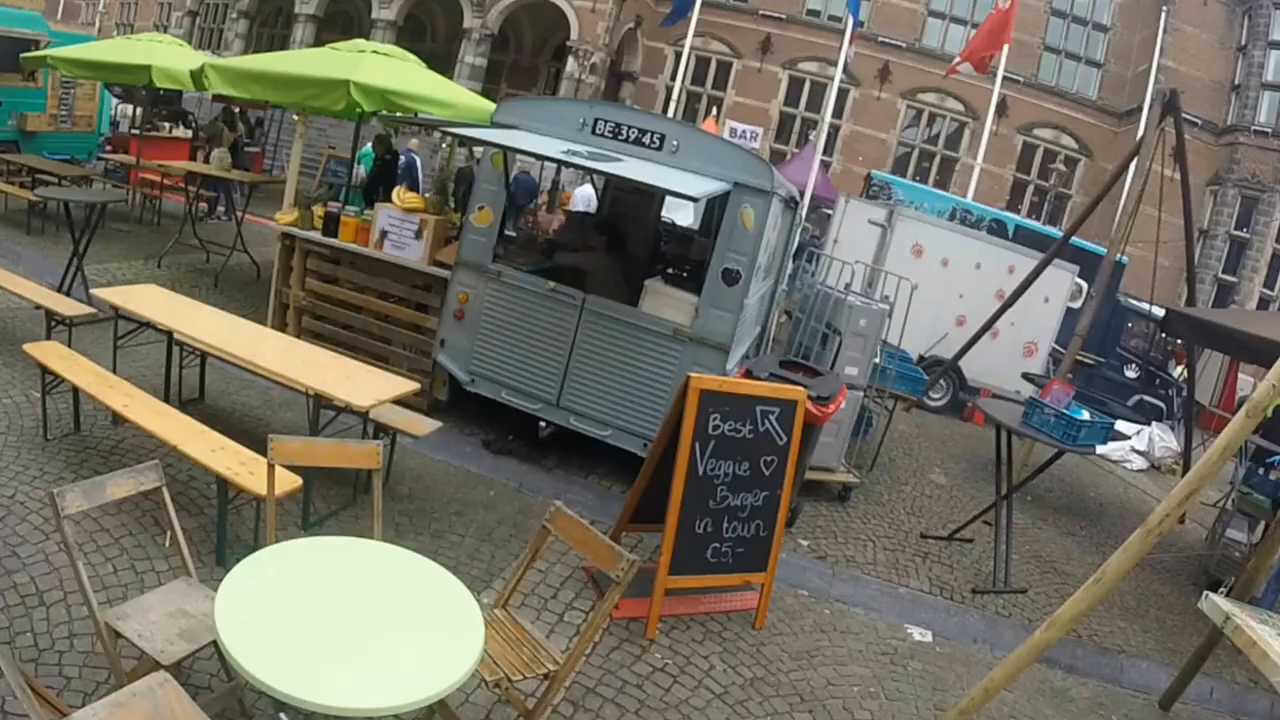 BE-39-45
BAR
Best
Veggie ♡
Burger
in town
€5,-